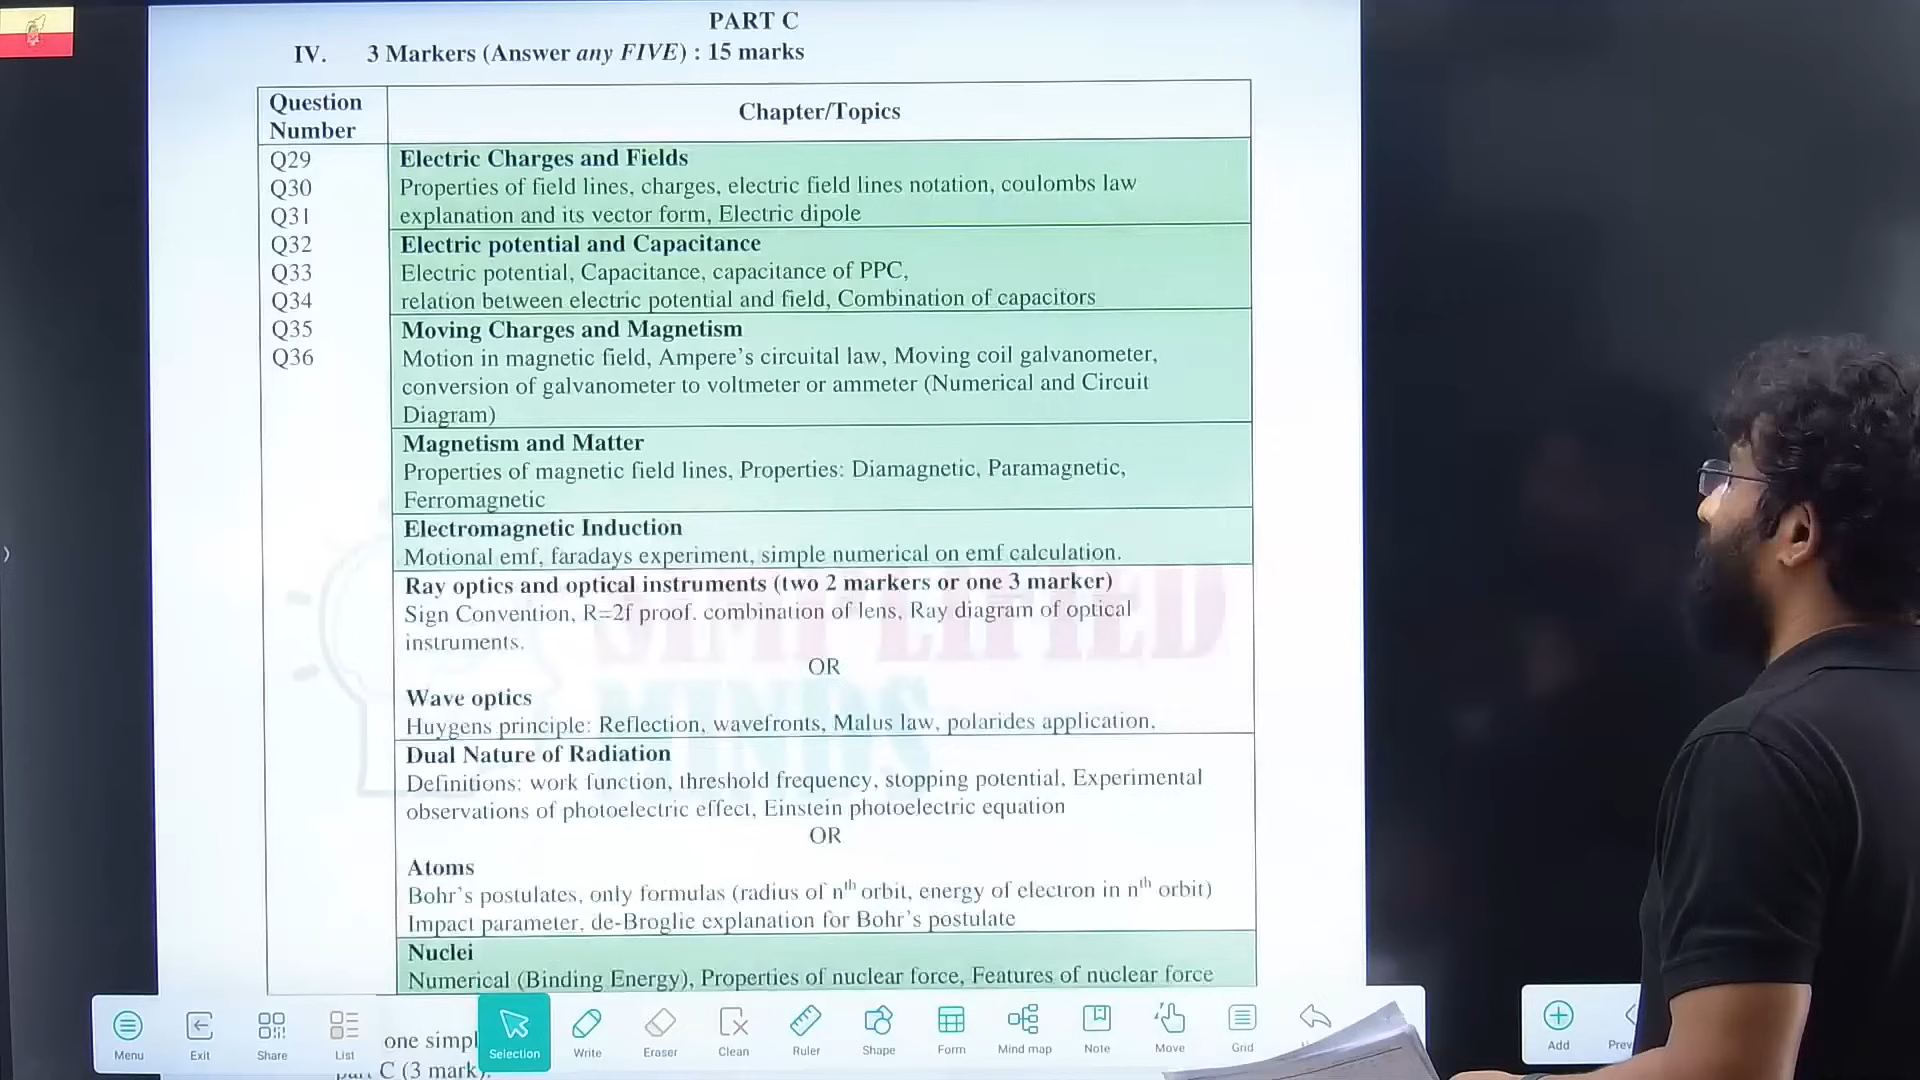 PART C
IV. 3 Markers (Answer any FIVE) : 15 marks
Question Number
Chapter/Topics
Q29
Q30
Q31
Q32
Q33
Q34
Q35
Q36
Electric Charges and Fields
Properties of field lines, charges, electric field lines notation, coulombs law
explanation and its vector form, Electric dipole
Electric potential and Capacitance
Electric potential, Capacitance, capacitance of PPC,
relation between electric potential and field, Combination of capacitors
Moving Charges and Magnetism
Motion in magnetic field, Ampere's circuital law, Moving coil galvanometer,
conversion of galvanometer to voltmeter or ammeter (Numerical and Circuit
Diagram)
Magnetism and Matter
Properties of magnetic field lines, Properties: Diamagnetic, Paramagnetic,
Ferromagnetic
Electromagnetic Induction
Motional emf, faradays experiment, simple numerical on emf calculation.
Ray optics and optical instruments (two 2 markers or one 3 marker)
Sign Convention, R=2f proof. combination of lens, Ray diagram of optical
instruments.
OR
Wave optics
Huygens principle: Reflection, wavefronts, Malus law, polarides application.
Dual Nature of Radiation
Definitions: work function, threshold frequency, stopping potential, Experimental
observations of photoelectric effect, Einstein photoelectric equation
OR
Atoms
Bohr's postulates, only formulas (radius of nth orbit, energy of electron in nth orbit)
Impact parameter, de-Broglie explanation for Bohr's postulate
Nuclei
Numerical (Binding Energy), Properties of nuclear force, Features of nuclear force
SIMPLIFIED
MINDS
one simpl
C (3 mark).
Menu Exit Share List Selection Write Eraser Clean Ruler Shape Form Mind map Note Move Grid
Add Prev